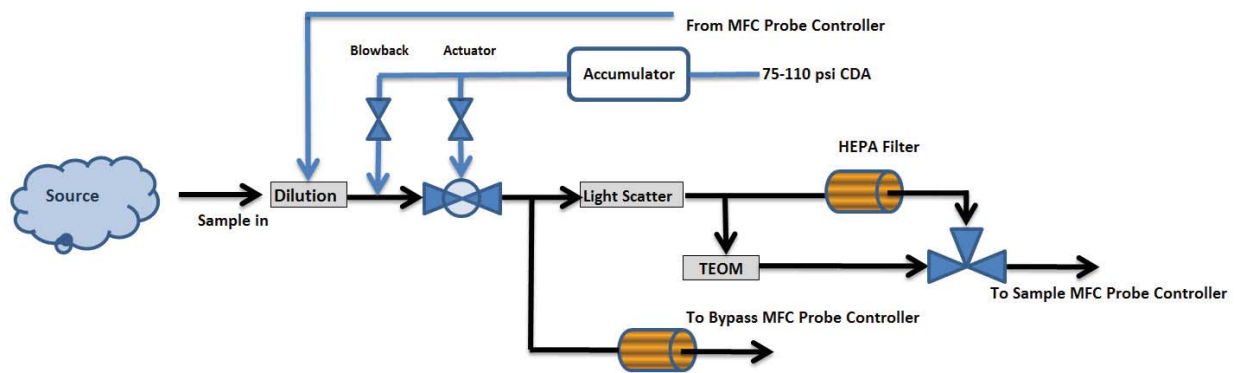 From MFC Probe Controller
Blowback
Actuator
Accumulator
75-110 psi CDA
HEPA Filter
Source
Dilution
Light Scatter
Sample in
TEOM
To Sample MFC Probe Controller
To Bypass MFC Probe Controller